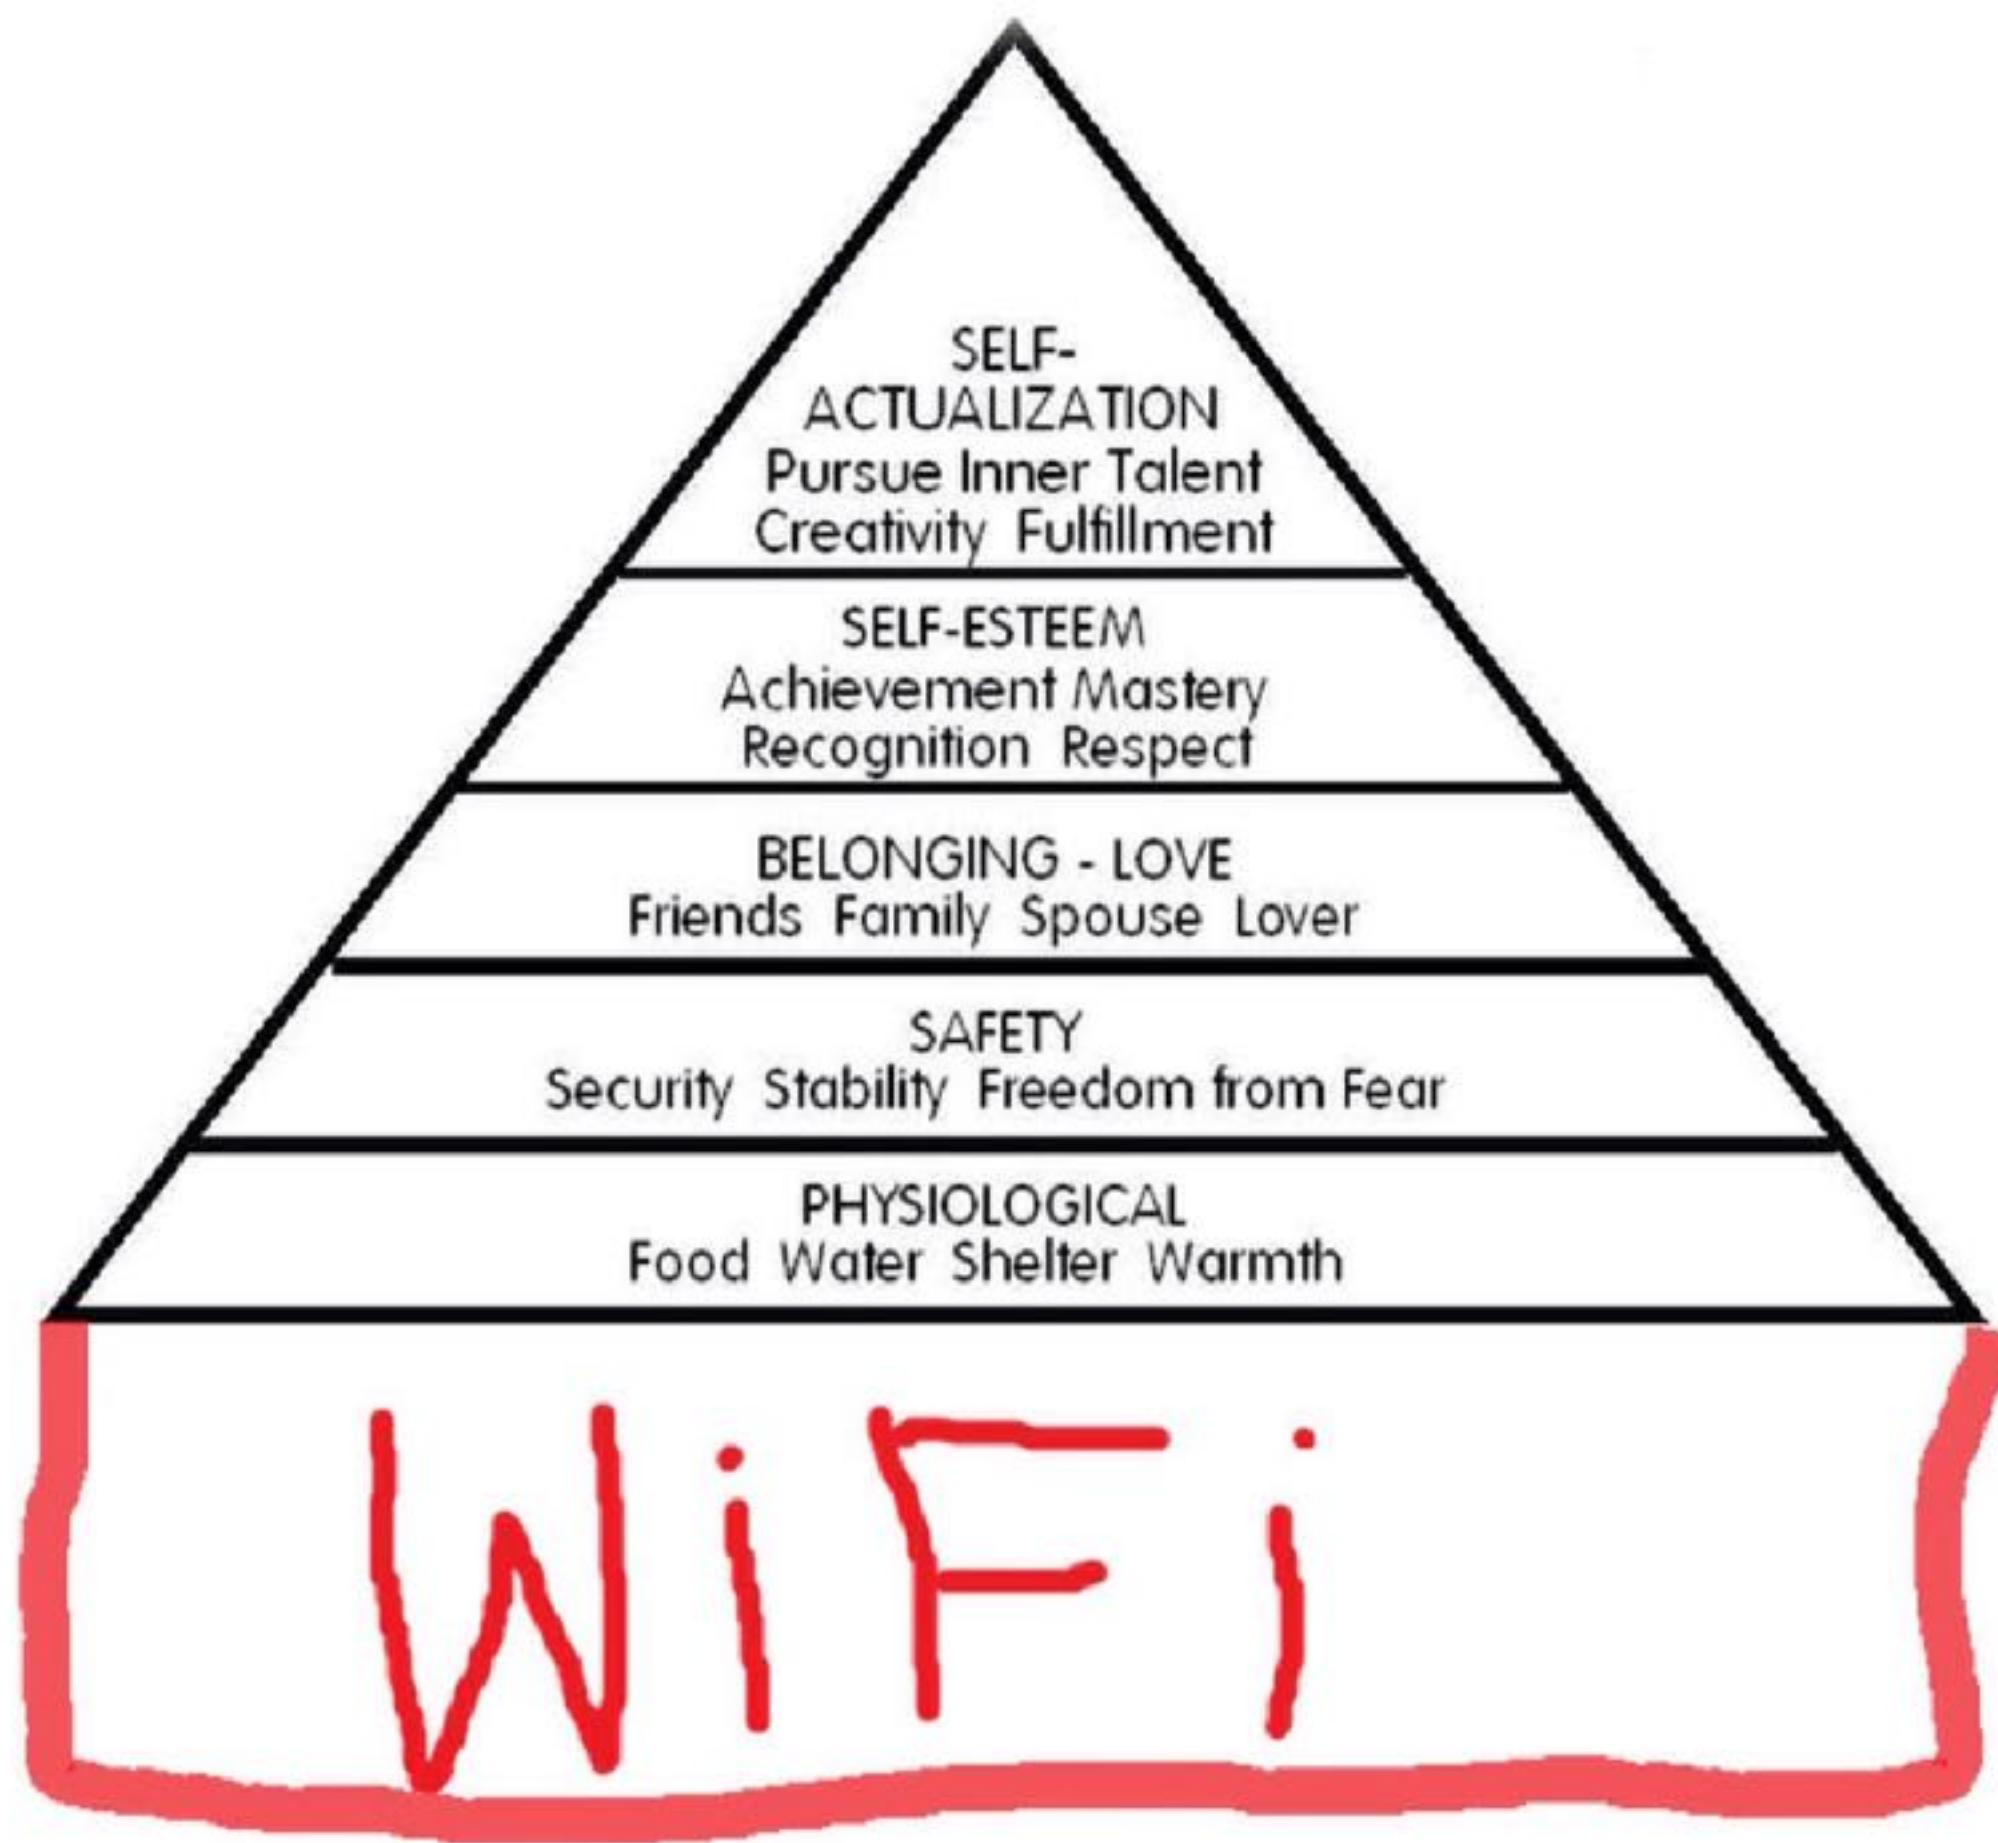 SELF-
ACTUALIZATION
Pursue Inner Talent
Creativity Fulfillment
SELF-ESTEEM
Achievement Mastery
Recognition Respect
BELONGING - LOVE
Friends Family Spouse Lover
SAFETY
Security Stability Freedom from Fear
PHYSIOLOGICAL
Food Water Shelter Warmth
WiFi